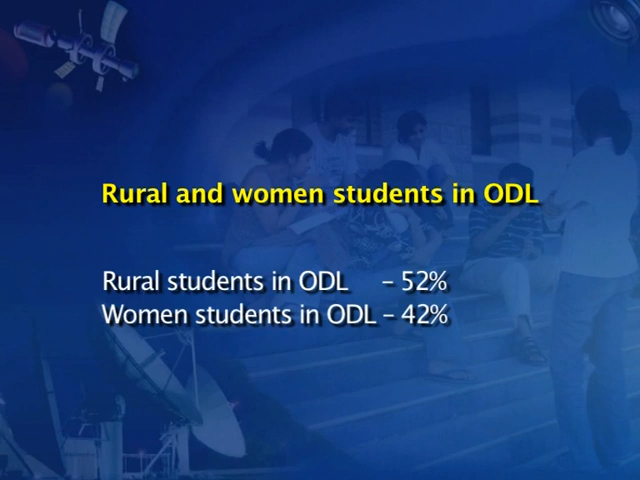 Rural and women students in ODL
Rural students in ODL – 52%
Women students in ODL – 42%